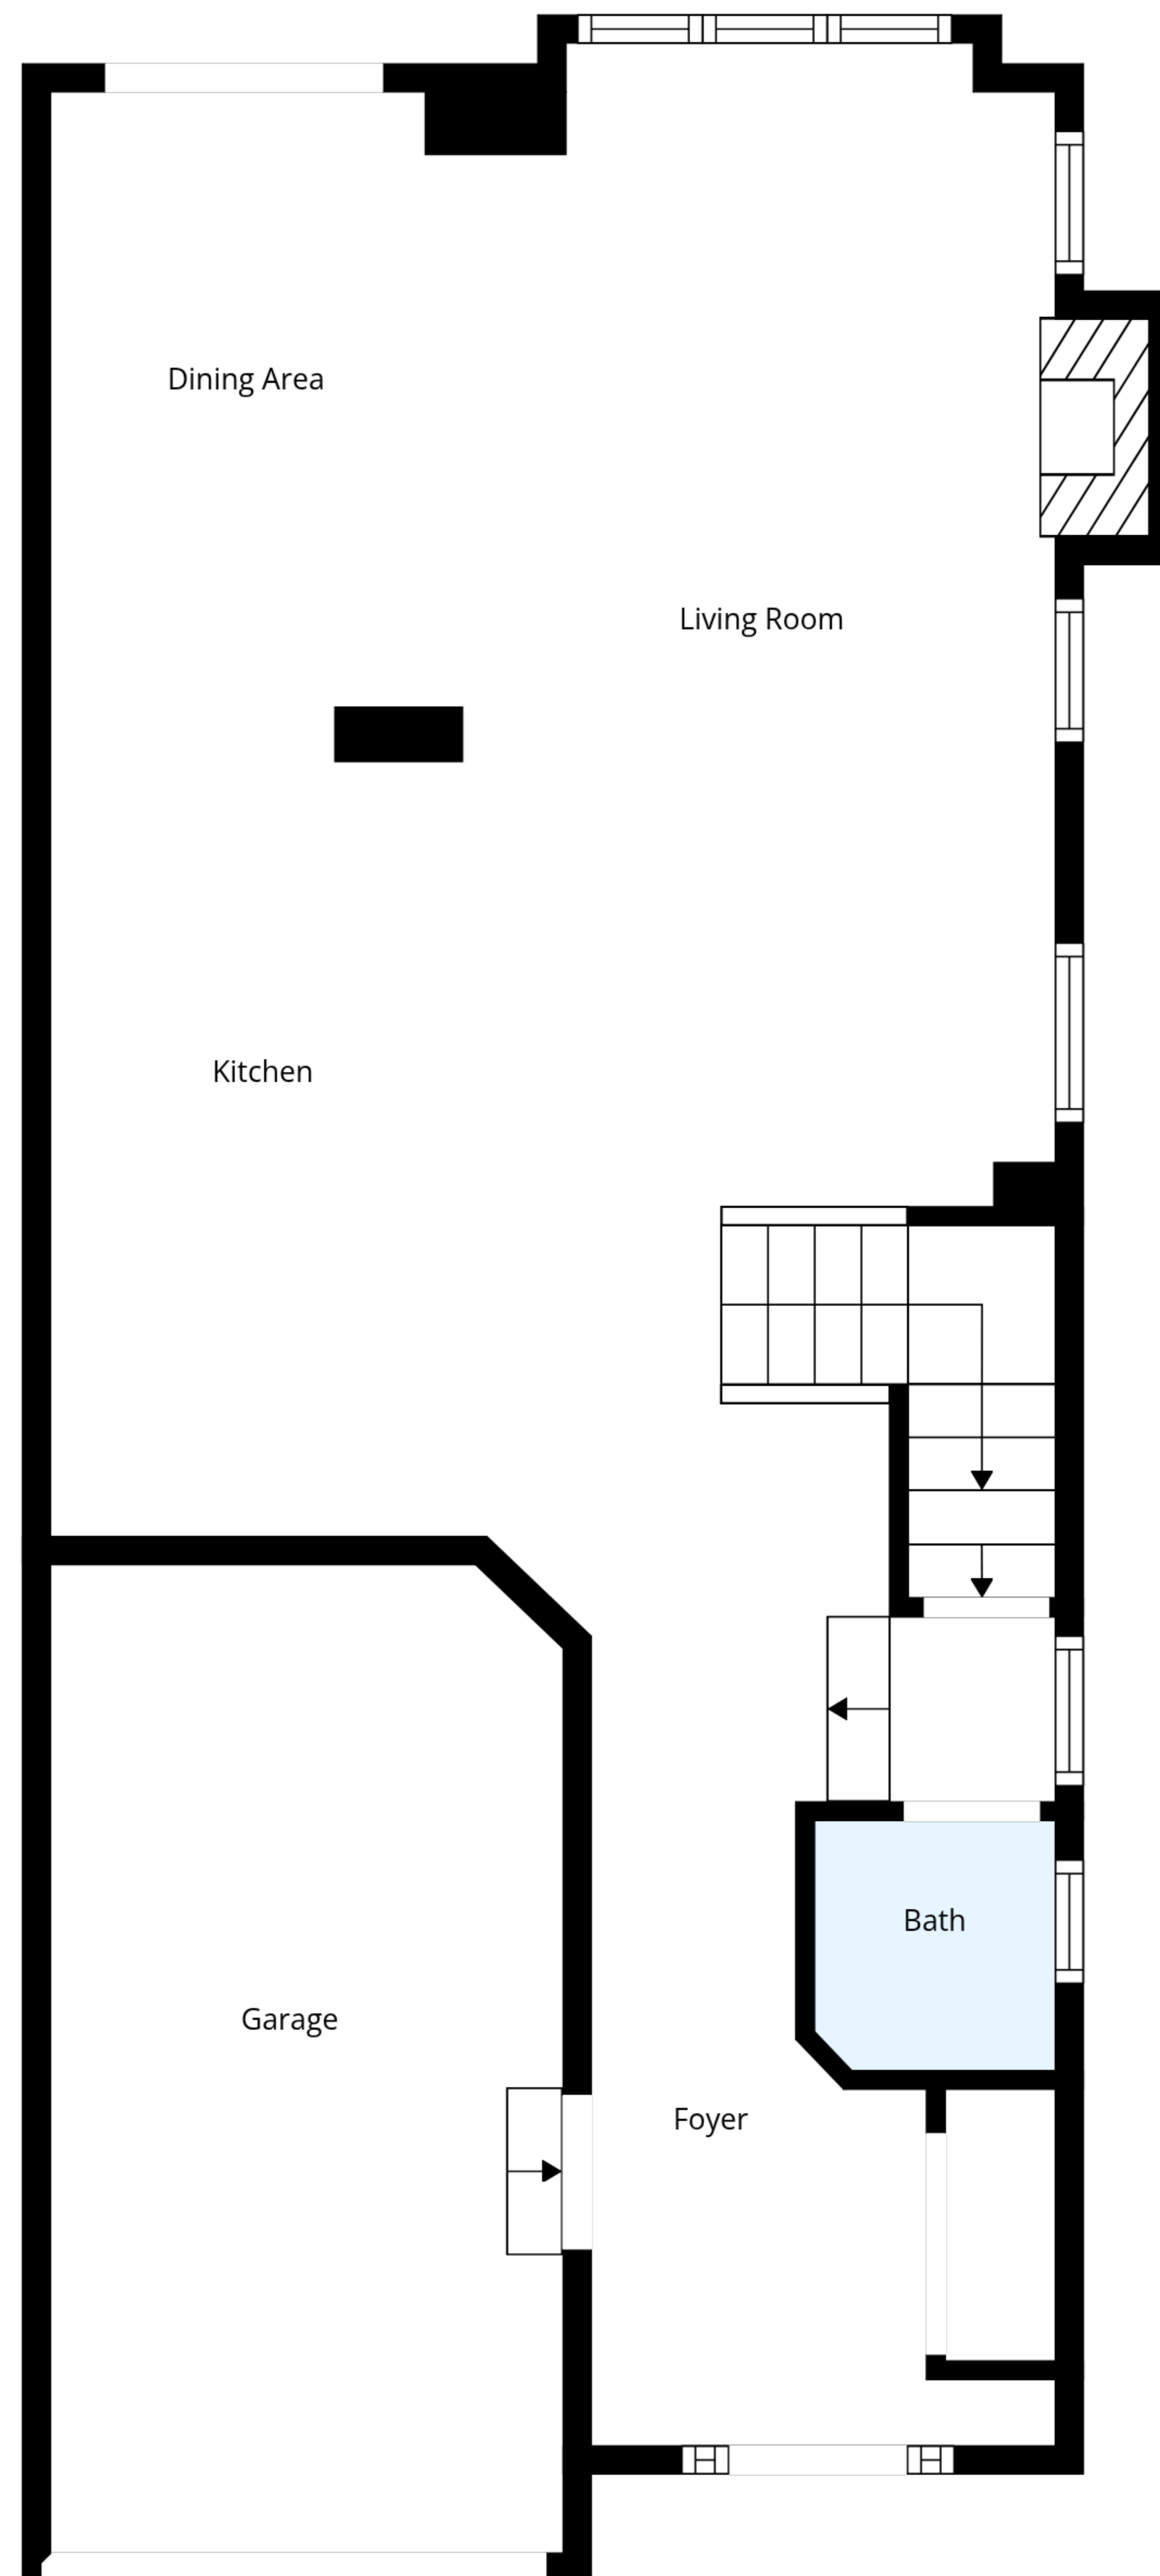 Dining Area
Living Room
Kitchen
Bath
Garage
Foyer